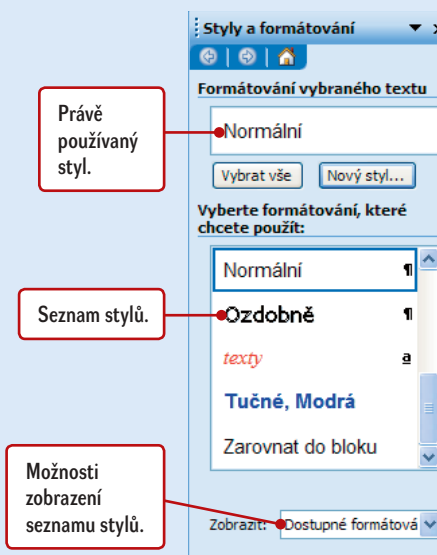 Styly a formátování
Formátování vybraného textu
Právě
používaný
styl.
Normální
Vybrat vše
Nový styl...
Vyberte formátování, které
chcete použít:
Normální ¶
Seznam stylů.
Ozdobně ¶
texty a
Tučné, Modrá
Zarovnat do bloku
Možnosti
zobrazení
seznamu stylů.
Zobrazit: Dostupné formátová